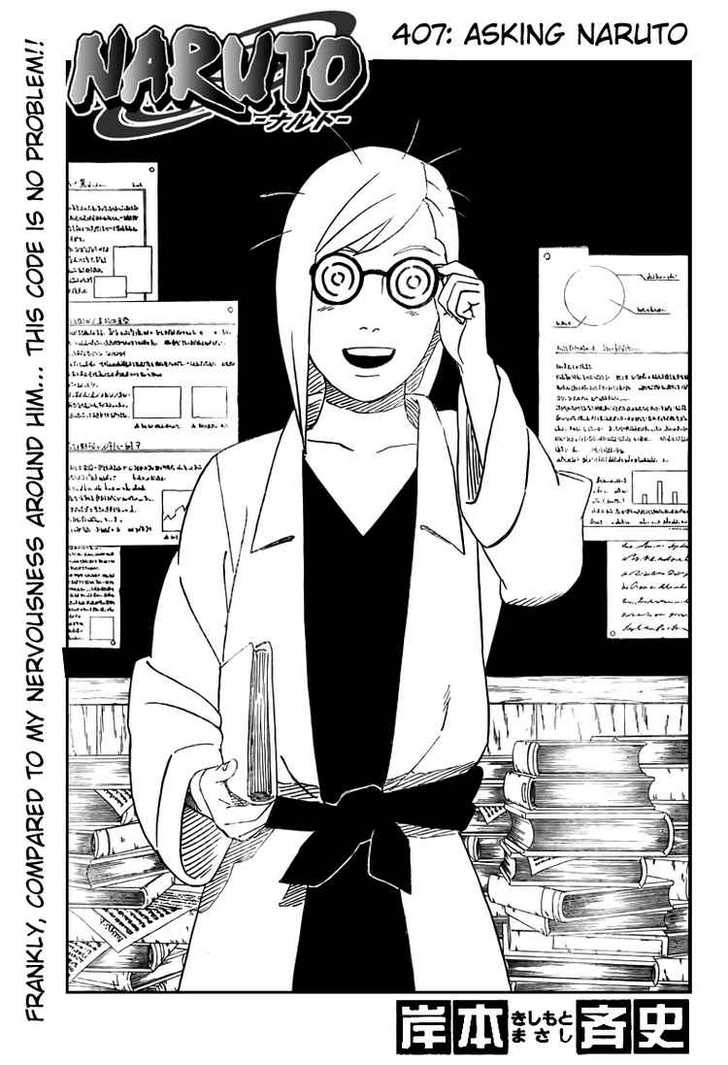 NARUTO
-ナルト-
407: ASKING NARUTO
FRANKLY, COMPARED TO MY NERVOUSNESS AROUND HIM... THIS CODE IS NO PROBLEM!!
岸本斉史
きしもと
まさし